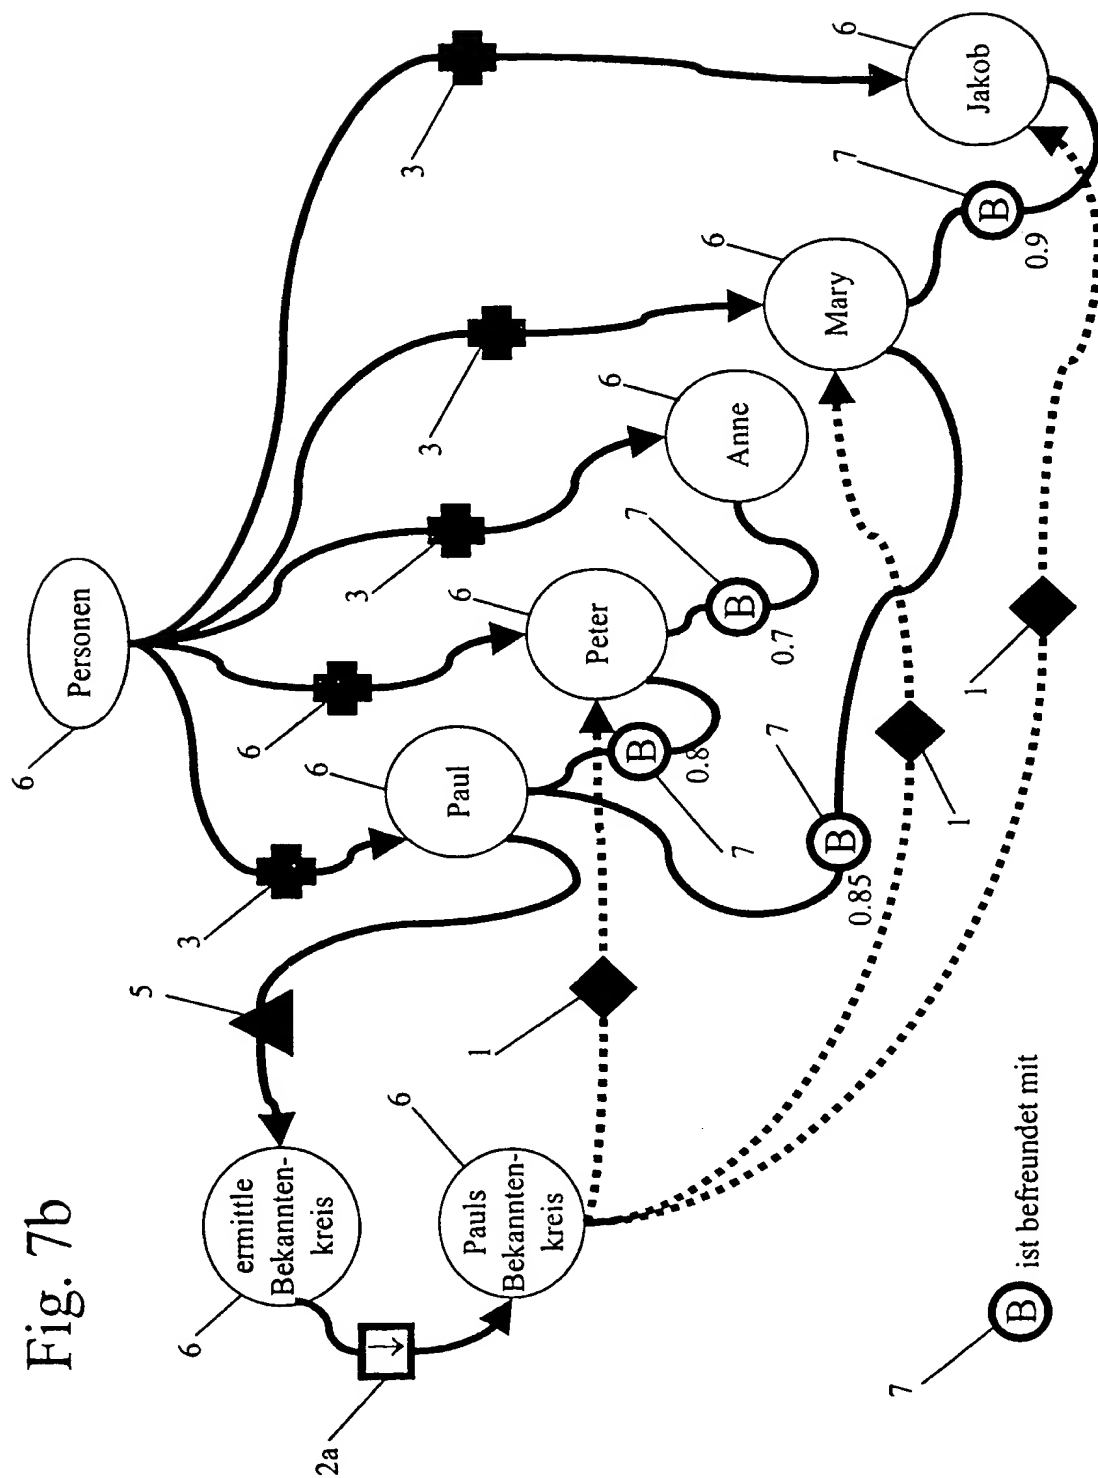 Fig. 7b
6
Personen
6
ermittle
Bekannten-
kreis
2a
↓
5
3
6
3
3
3
6
Pauls
Bekannten-
kreis
6
Paul
6
Peter
6
Anne
6
Mary
6
Jakob
1
7
B
0.8
7
B
0.7
7
B
0.85
7
B
0.9
1
1
7
B ist befreundet mit